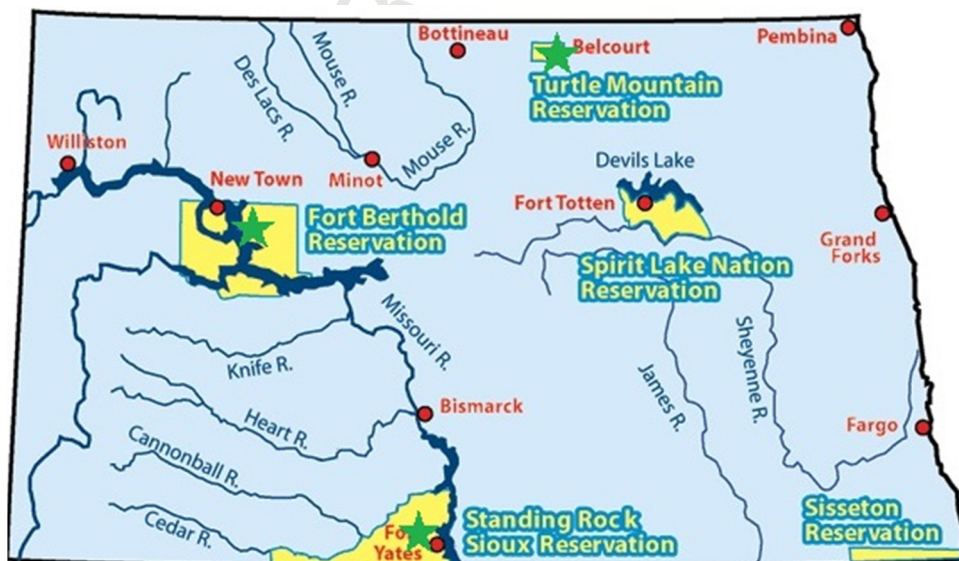 Bottineau
Belcourt
Pembina
Turtle Mountain
Reservation
Mouse R.
Des Lacs R.
Mouse R.
Williston
New Town
Minot
Devils Lake
Fort Totten
Fort Berthold
Reservation
Grand
Forks
Spirit Lake Nation
Reservation
Missouri R.
Knife R.
Sheyenne R.
James R.
Bismarck
Heart R.
Fargo
Cannonball R.
Cedar R.
Yates
Standing Rock
Sioux Reservation
Sisseton
Reservation